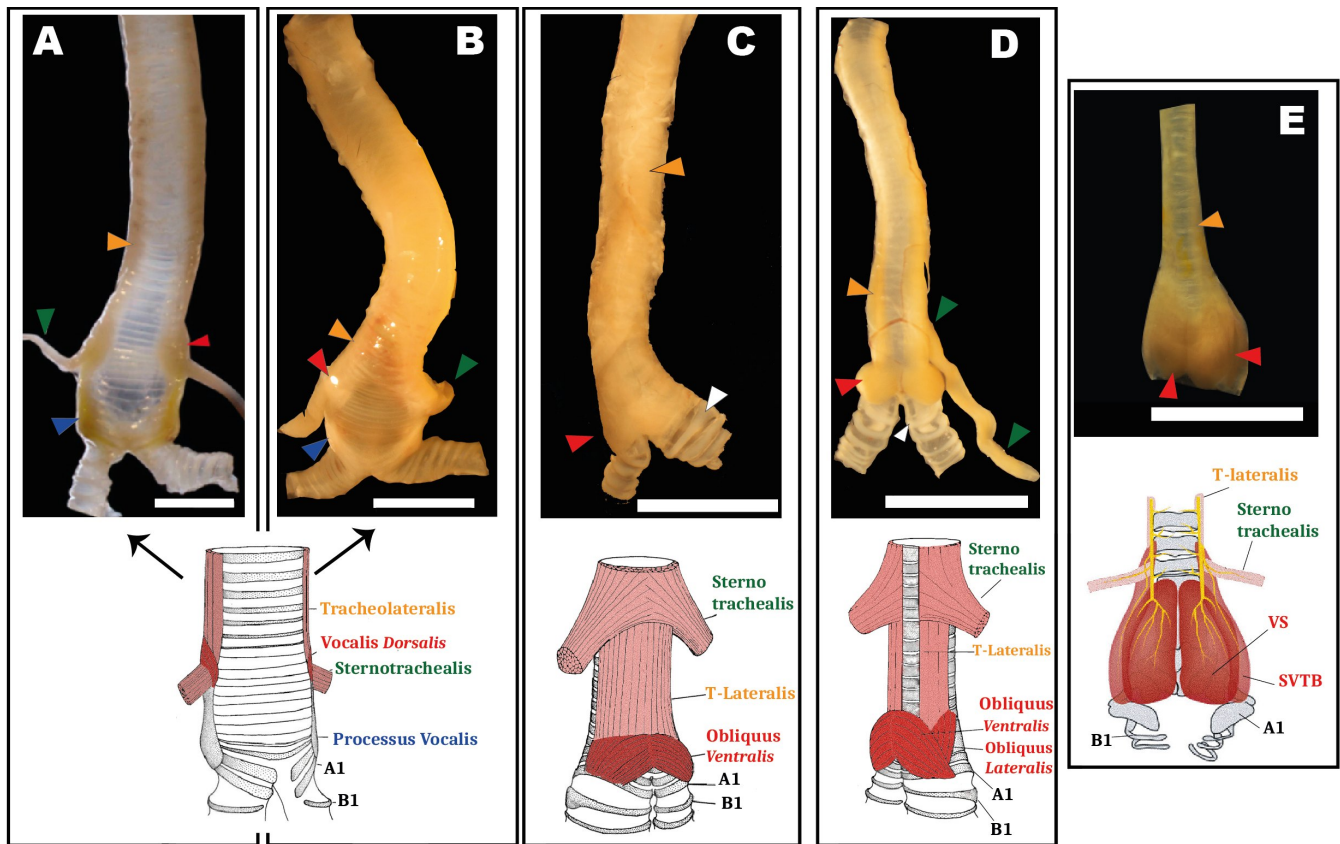 A
B
C
D
E
Tracheolateralis
Vocalis Dorsalis
Sternotrachealis
Processus Vocalis
A1
B1
Sterno
trachealis
T-Lateralis
Obliquus
Ventralis
A1
B1
Sterno
trachealis
T-Lateralis
Obliquus
Ventralis
Obliquus
Lateralis
A1
B1
T-lateralis
Sterno
trachealis
VS
SVTB
B1
A1